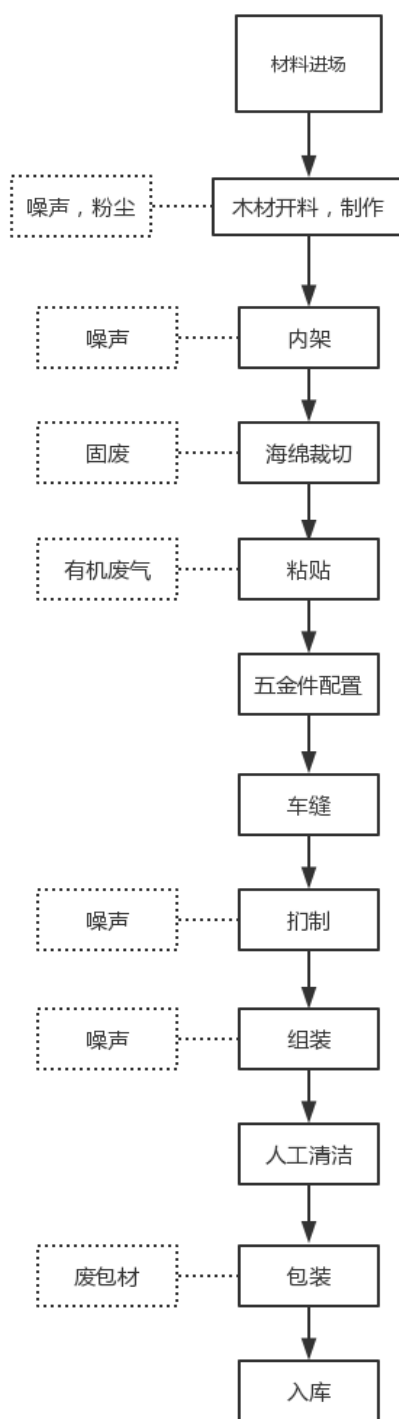 材料进场
噪声，粉尘
木材开料，制作
噪声
内架
固废
海绵裁切
有机废气
粘贴
五金件配置
车缝
噪声
扪制
噪声
组装
人工清洁
废包材
包装
入库